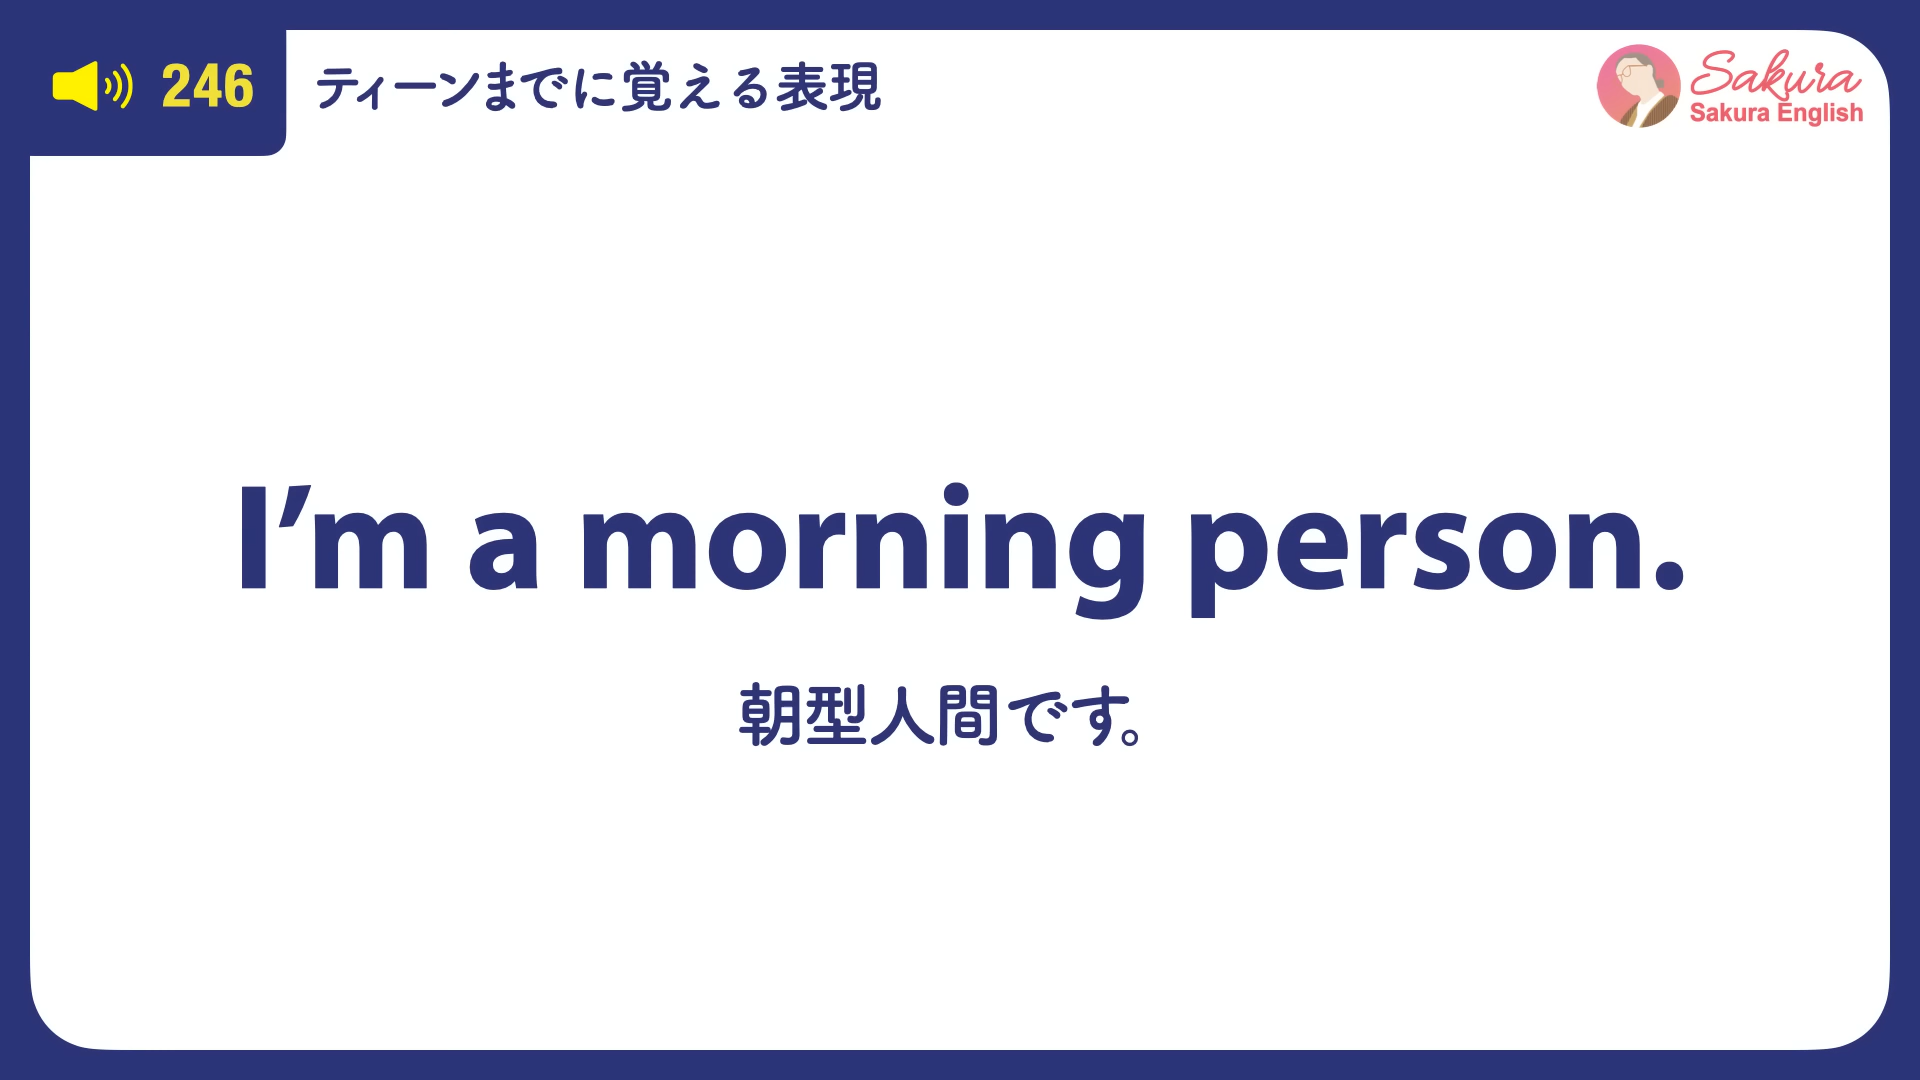 246
ティーンまでに覚える表現
Sakura
Sakura English
I’m a morning person.
朝型人間です。